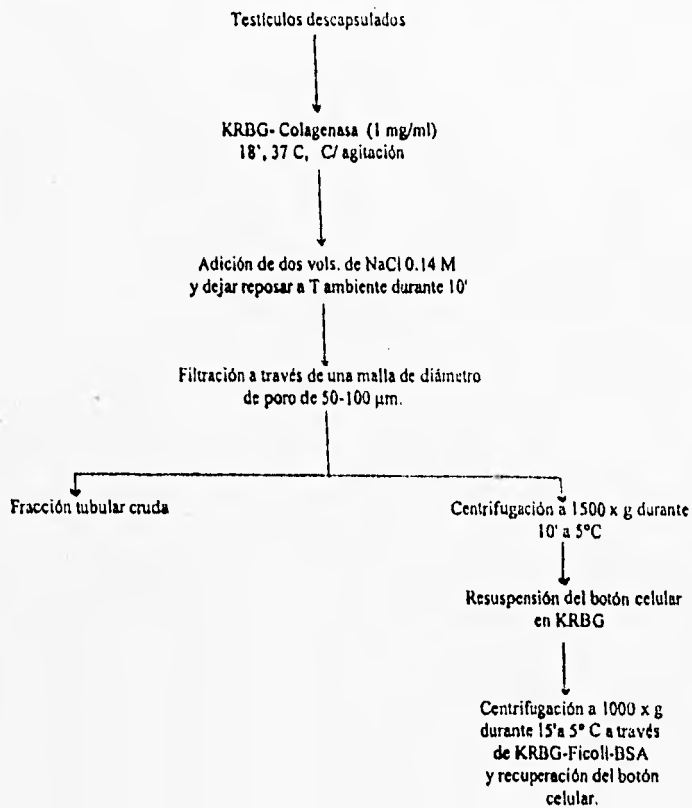 Testículos descapsulados
KRBG- Colagenasa (1 mg/ml)
18', 37 C, C/ agitación
Adición de dos vols. de NaCl 0.14 M
y dejar reposar a T ambiente durante 10'
Filtración a través de una malla de diámetro
de poro de 50-100 µm.
Fracción tubular cruda
Centrifugación a 1500 x g durante
10' a 5°C
Resuspensión del botón celular
en KRBG
Centrifugación a 1000 x g
durante 15'a 5° C a través
de KRBG-Ficoll-BSA
y recuperación del botón
celular.